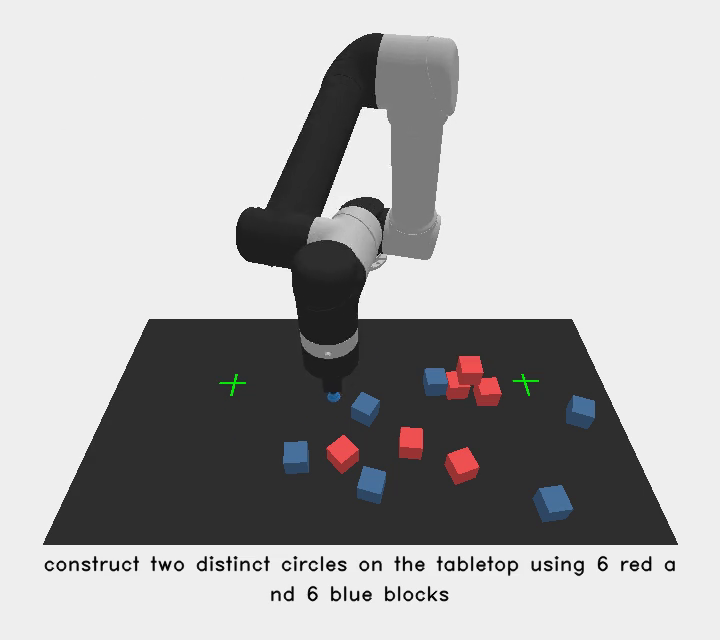 construct two distinct circles on the tabletop using 6 red a
nd 6 blue blocks